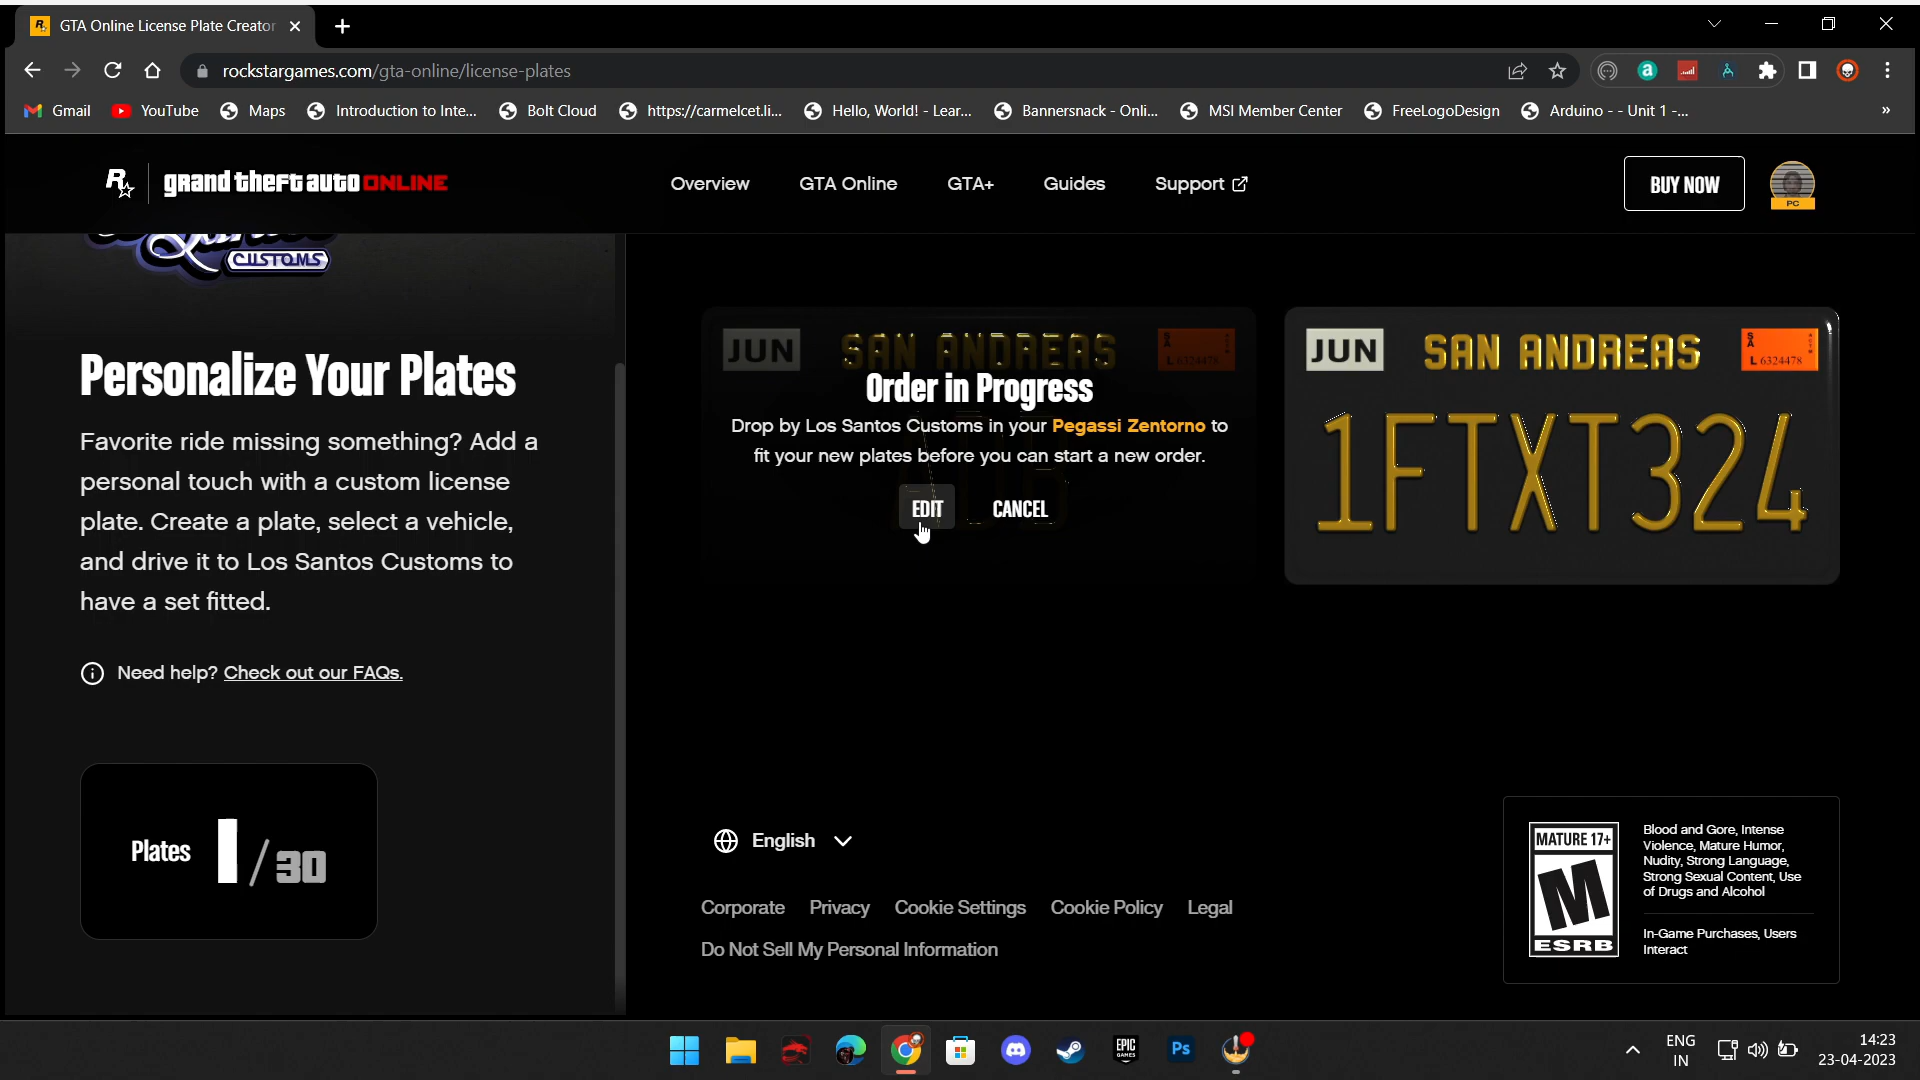 GTA Online License Plate Creator
rockstargames.com/gta-online/license-plates
Gmail YouTube Maps Introduction to Inte... Bolt Cloud https://carmelcet.li... Hello, World! - Lear... Bannersnack - Onli... MSI Member Center FreeLogoDesign Arduino - - Unit 1 -... »
R grand theft auto ONLINE
Overview GTA Online GTA+ Guides Support
BUY NOW
PC
CUSTOMS
Personalize Your Plates
Favorite ride missing something? Add a
personal touch with a custom license
plate. Create a plate, select a vehicle,
and drive it to Los Santos Customs to
have a set fitted.
Need help? Check out our FAQs.
Plates 1 / 30
JUN SAN ANDREAS L 6324478
Order in Progress
Drop by Los Santos Customs in your Pegassi Zentorno to
fit your new plates before you can start a new order.
EDIT CANCEL
JUN SAN ANDREAS L 6324478
1FTXT324
English
Corporate Privacy Cookie Settings Cookie Policy Legal
Do Not Sell My Personal Information
MATURE 17+
M
ESRB
Blood and Gore, Intense
Violence, Mature Humor,
Nudity, Strong Language,
Strong Sexual Content, Use
of Drugs and Alcohol
In-Game Purchases, Users
Interact
EPIC GAMES
Ps
ENG
IN
14:23
23-04-2023